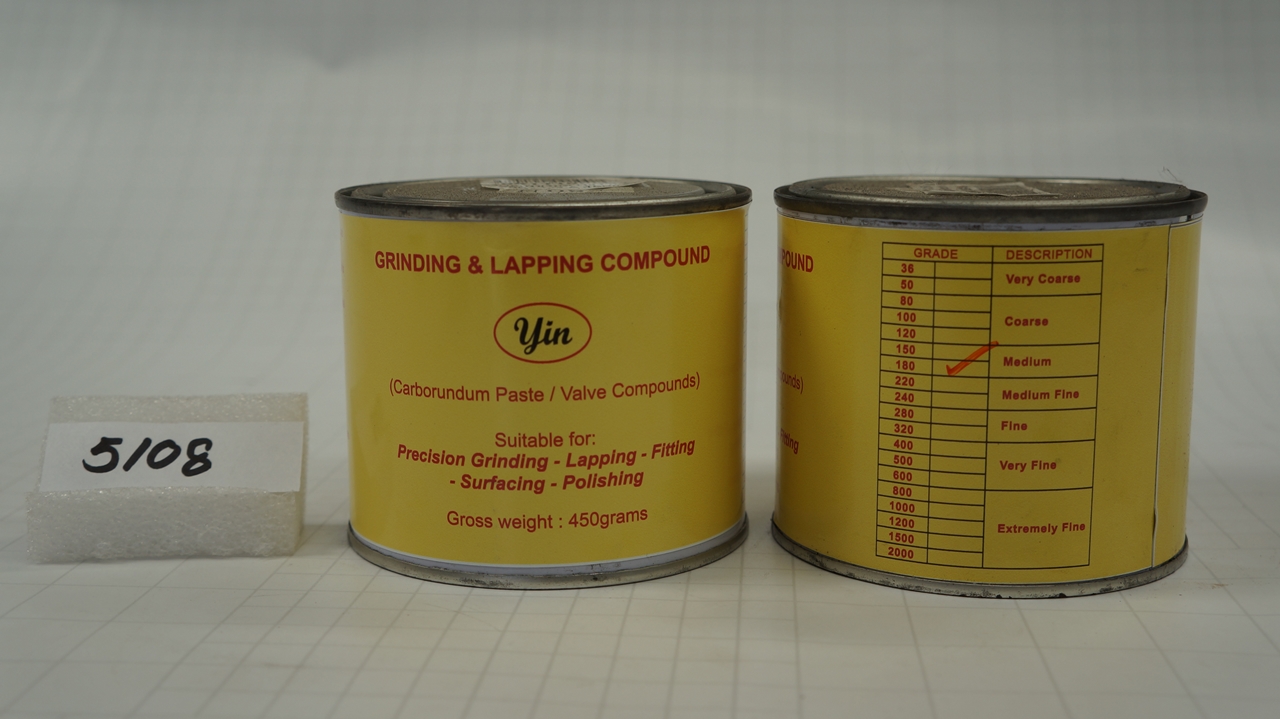 5108
GRINDING & LAPPING COMPOUND
Yin
(Carborundum Paste / Valve Compounds)
Suitable for:
Precision Grinding - Lapping - Fitting
- Surfacing - Polishing
Gross weight : 450grams
POUND
ounds)
GRADE DESCRIPTION
36
50
Very Coarse
80
100
120
Coarse
150
180
Medium
220
240
Medium Fine
280
320
Fine
400
500
600
Very Fine
800
1000
1200
1500
2000
Extremely Fine